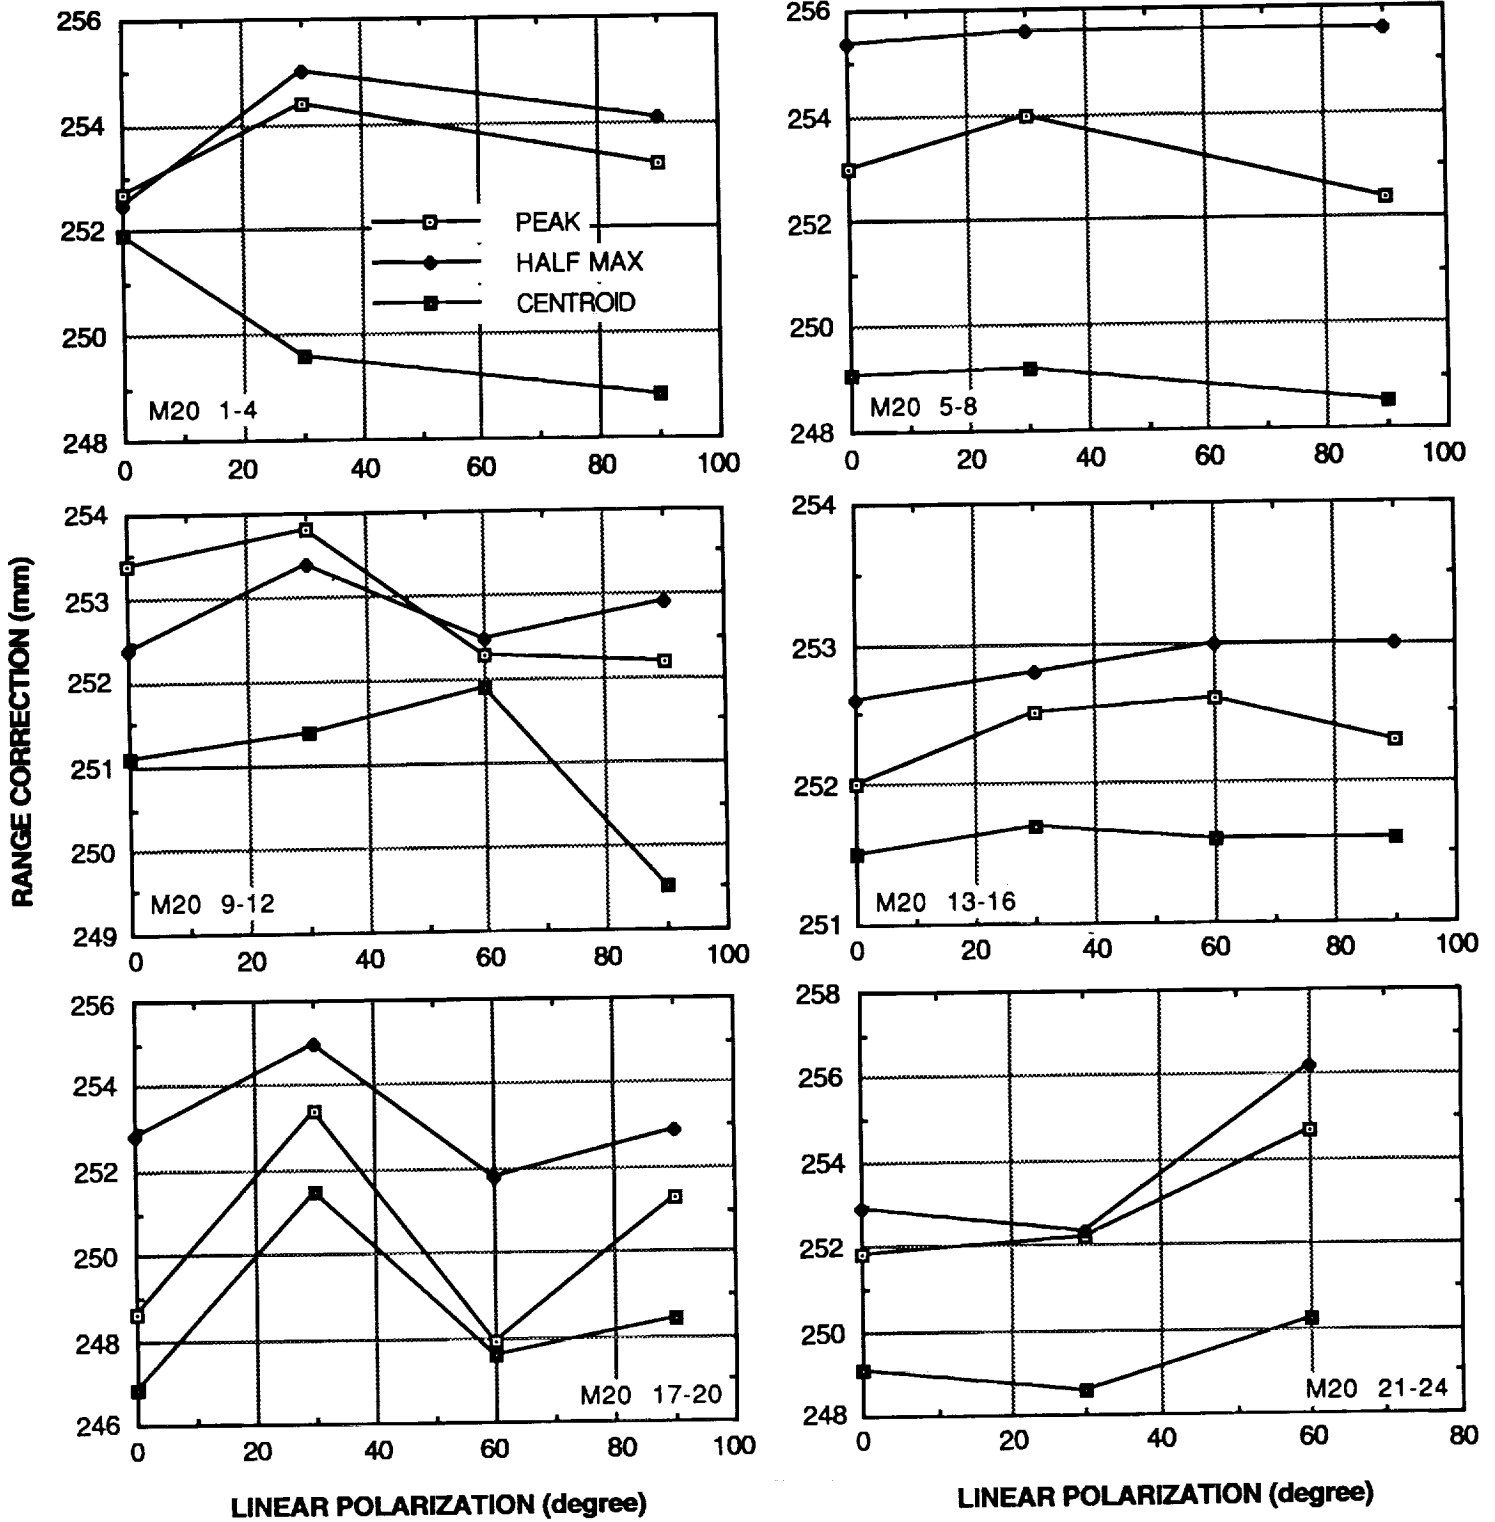 256
254
252
250
248
PEAK
HALF MAX
CENTROID
M20 1-4
0 20 40 60 80 100
256
254
252
250
248
M20 5-8
0 20 40 60 80 100
RANGE CORRECTION (mm)
254
253
252
251
250
249
M20 9-12
0 20 40 60 80 100
254
253
252
251
M20 13-16
0 20 40 60 80 100
256
254
252
250
248
246
M20 17-20
0 20 40 60 80 100
LINEAR POLARIZATION (degree)
258
256
254
252
250
248
M20 21-24
0 20 40 60 80
LINEAR POLARIZATION (degree)